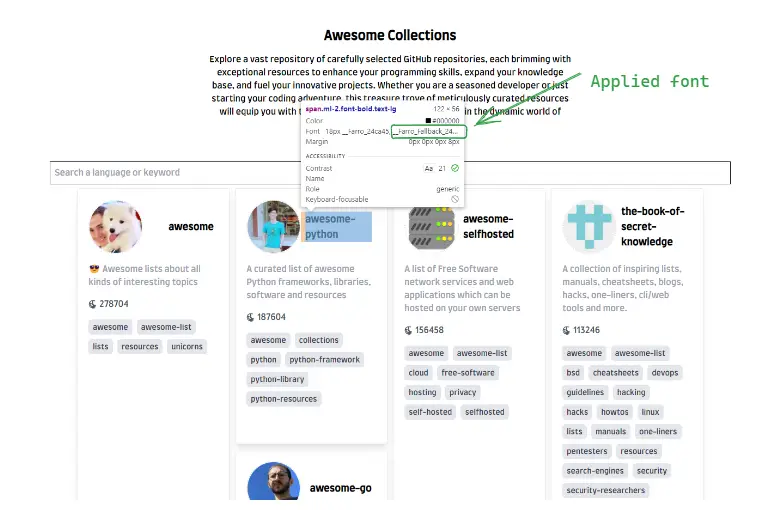 Awesome Collections
Explore a vast repository of carefully selected GitHub repositories, each brimming with
exceptional resources to enhance your programming skills, expand your knowledge
base, and fuel your innovative projects. Whether you are a seasoned developer or just
starting your coding adventure, this treasure trove of meticulously curated resources
will equip you with t in the dynamic world of
Applied font
span.ml-2.font-bold.text-lg 122 × 56
Color #000000
Font 18px __Farro_24ca45, __Farro_Fallback_24...
Margin 0px 0px 0px 8px
ACCESSIBILITY
Contrast Aa 21
Name
Role generic
Keyboard-focusable
Search a language or keyword
awesome
😎 Awesome lists about all
kinds of interesting topics
278704
awesome awesome-list
lists resources unicorns
awesome-
python
A curated list of awesome
Python frameworks, libraries,
software and resources
187604
awesome collections
python python-framework
python-library
python-resources
awesome-go
awesome-
selfhosted
A list of Free Software
network services and web
applications which can be
hosted on your own servers
156458
awesome awesome-list
cloud free-software
hosting privacy
self-hosted selfhosted
the-book-of-
secret-
knowledge
A collection of inspiring lists,
manuals, cheatsheets, blogs,
hacks, one-liners, cli/web
tools and more.
113246
awesome awesome-list
bsd cheatsheets devops
guidelines hacking
hacks howtos linux
lists manuals one-liners
pentesters resources
search-engines security
security-researchers